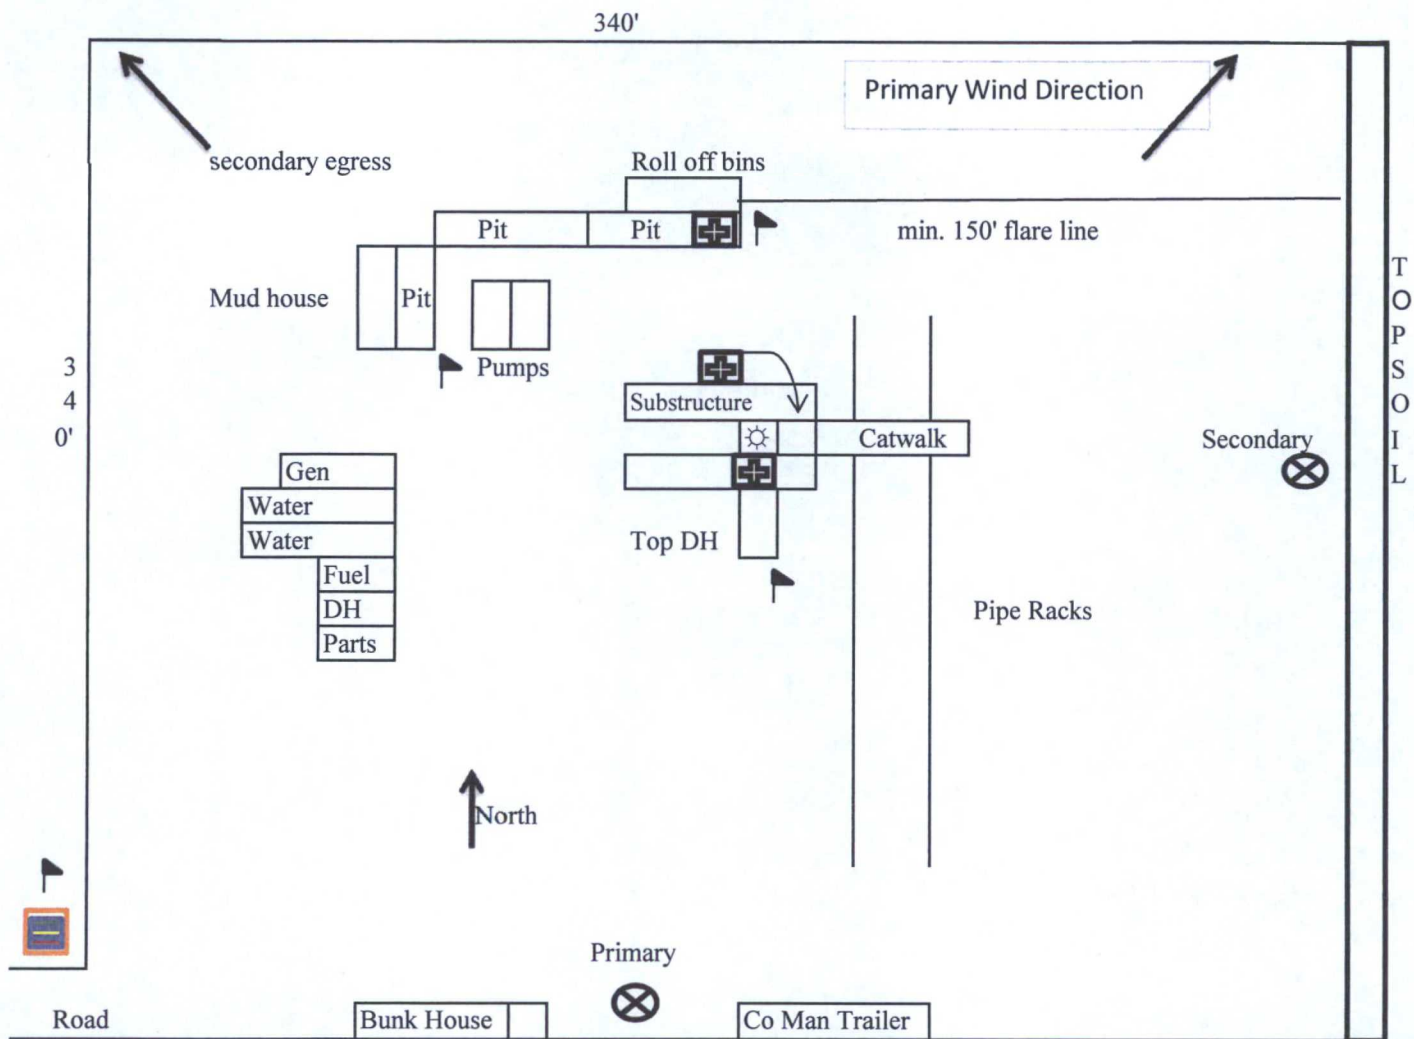 340'
Primary Wind Direction
secondary egress
Roll off bins
Pit
Pit
min. 150' flare line
Mud house
Pit
Pumps
T
O
P
S
O
I
L
3
4
0'
Substructure
Catwalk
Secondary
Gen
Water
Water
Top DH
Fuel
DH
Parts
Pipe Racks
North
Primary
Road
Bunk House
Co Man Trailer